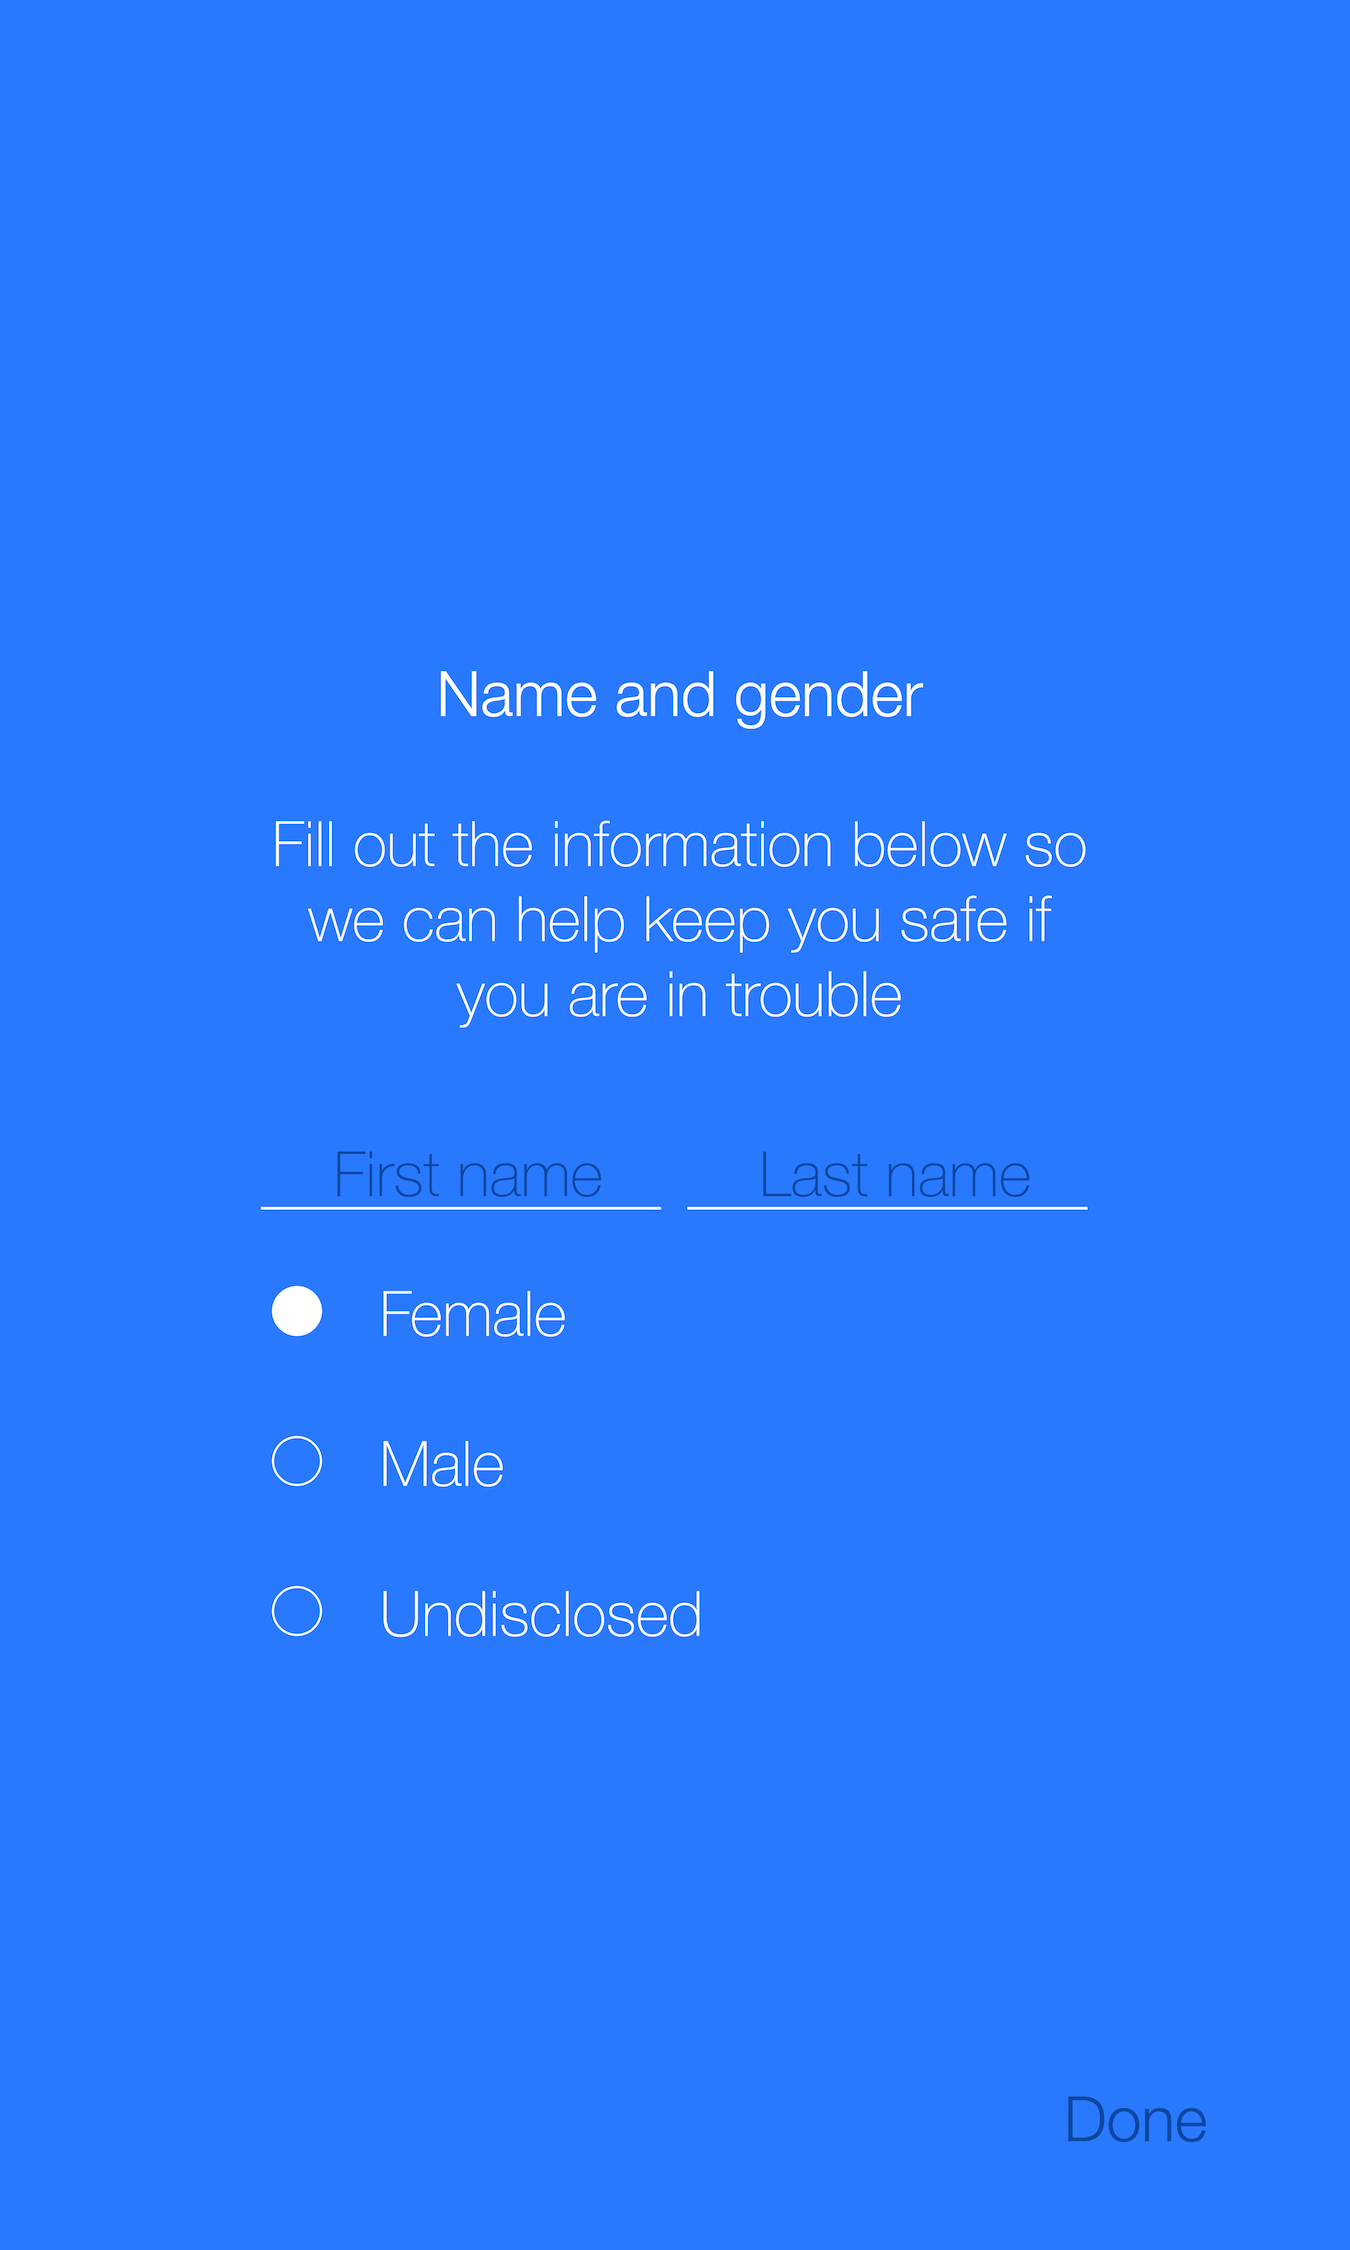 Name and gender
Fill out the information below so
we can help keep you safe if
you are in trouble
First name Last name
Female
Male
Undisclosed
Done